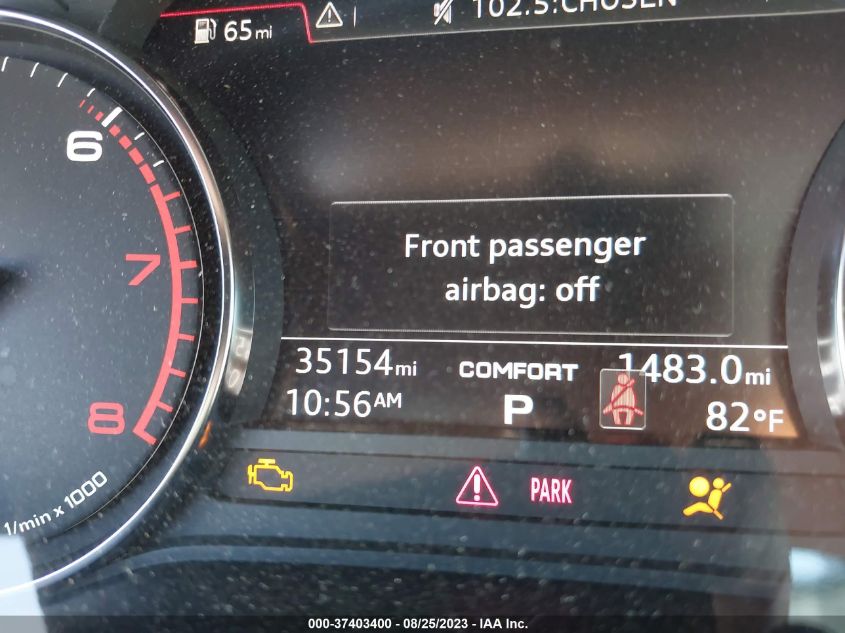 65mi
102.5:CHOSEN
6
7
8
1/min x 1000
Front passenger
airbag: off
35154mi COMFORT 1483.0mi
10:56AM P 82°F
PARK
000-37403400 - 08/25/2023 - IAA Inc.